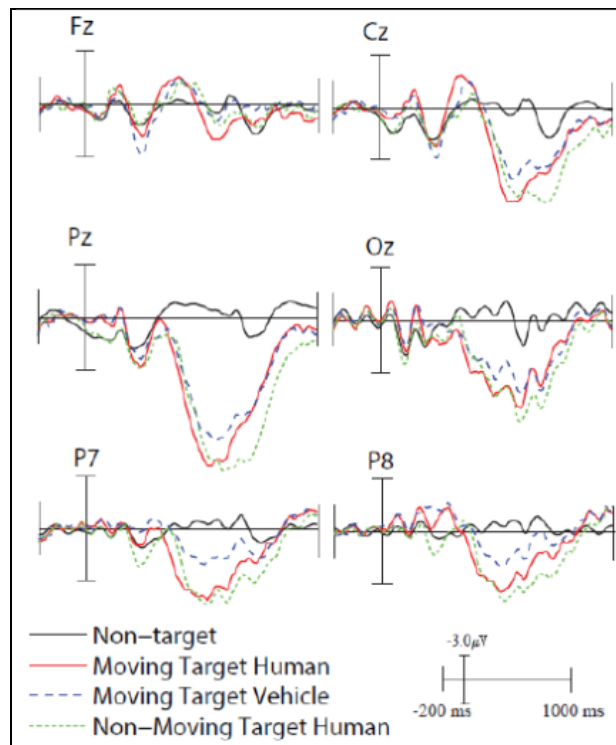 Fz
Cz
Pz
Oz
P7
P8
Non-target
Moving Target Human
Moving Target Vehicle
Non-Moving Target Human
-3.0μV
-200 ms
1000 ms